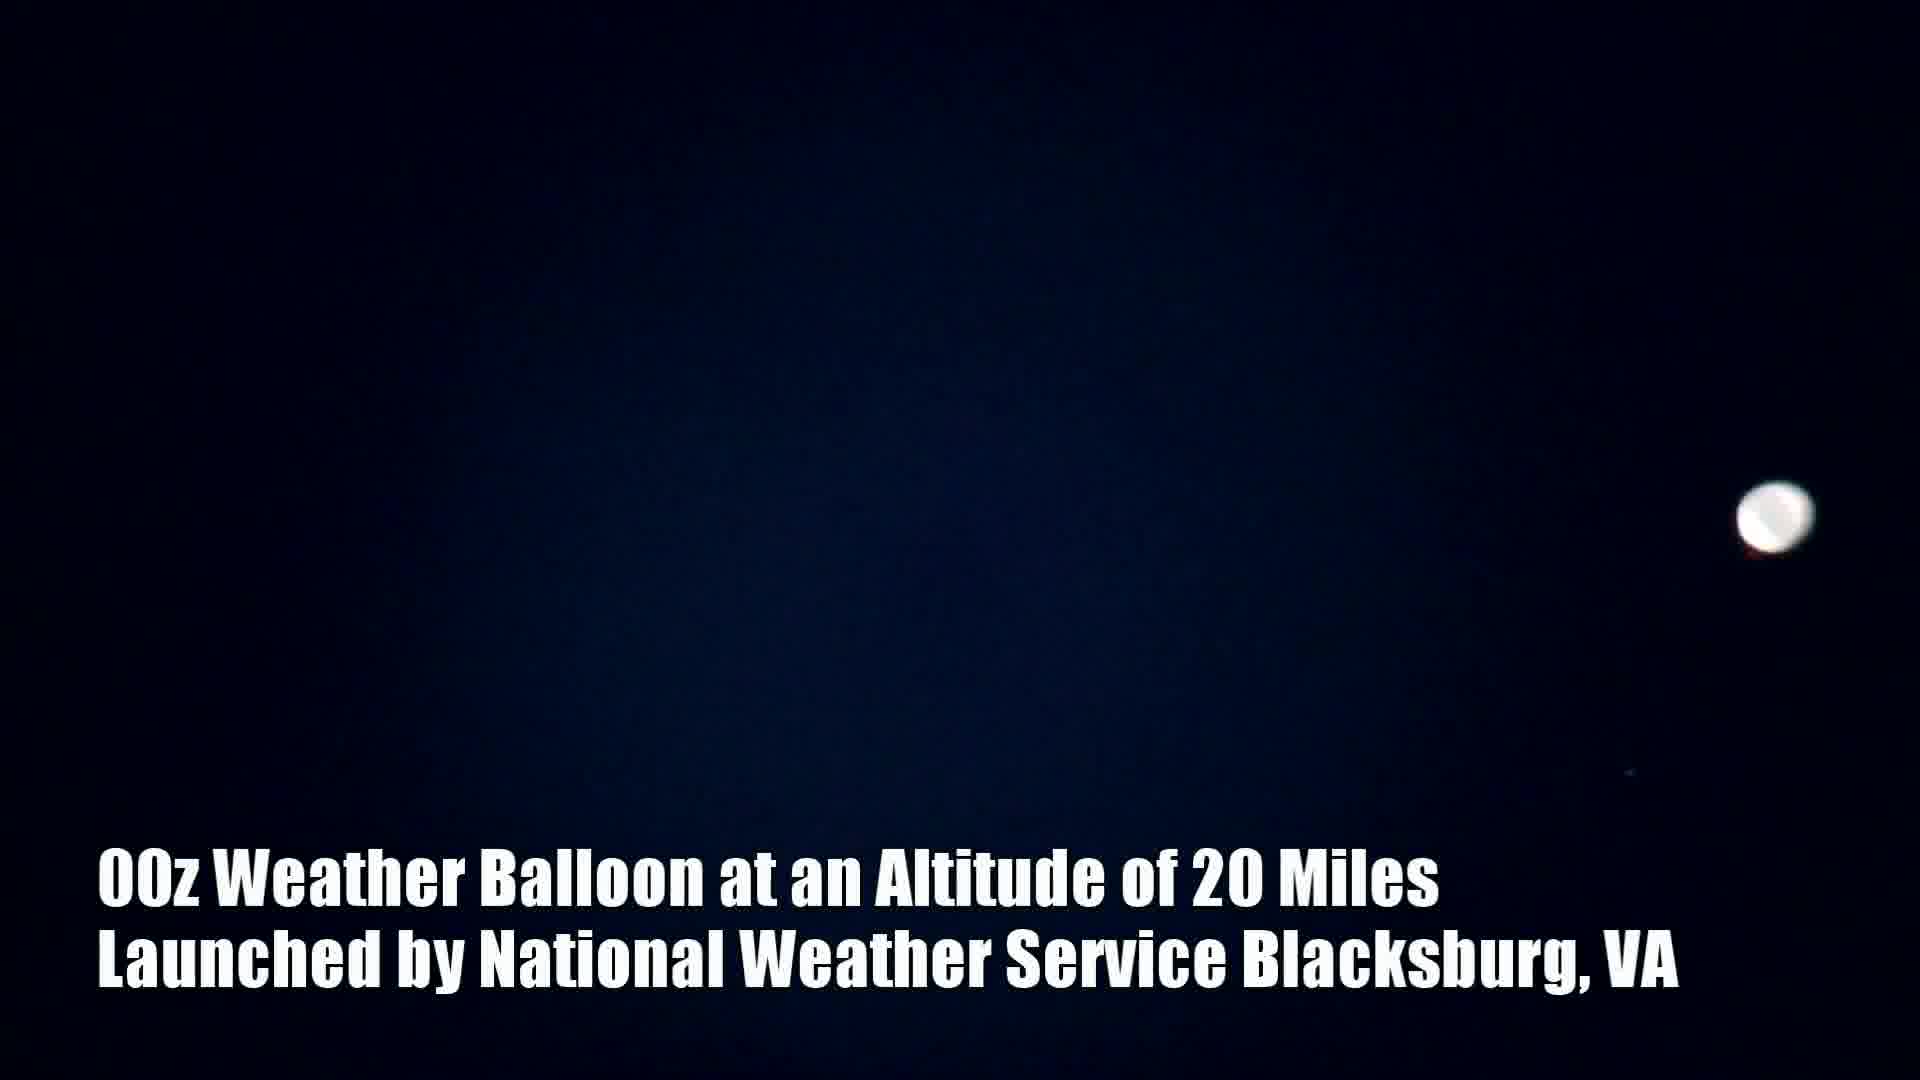 00z Weather Balloon at an Altitude of 20 Miles
Launched by National Weather Service Blacksburg, VA